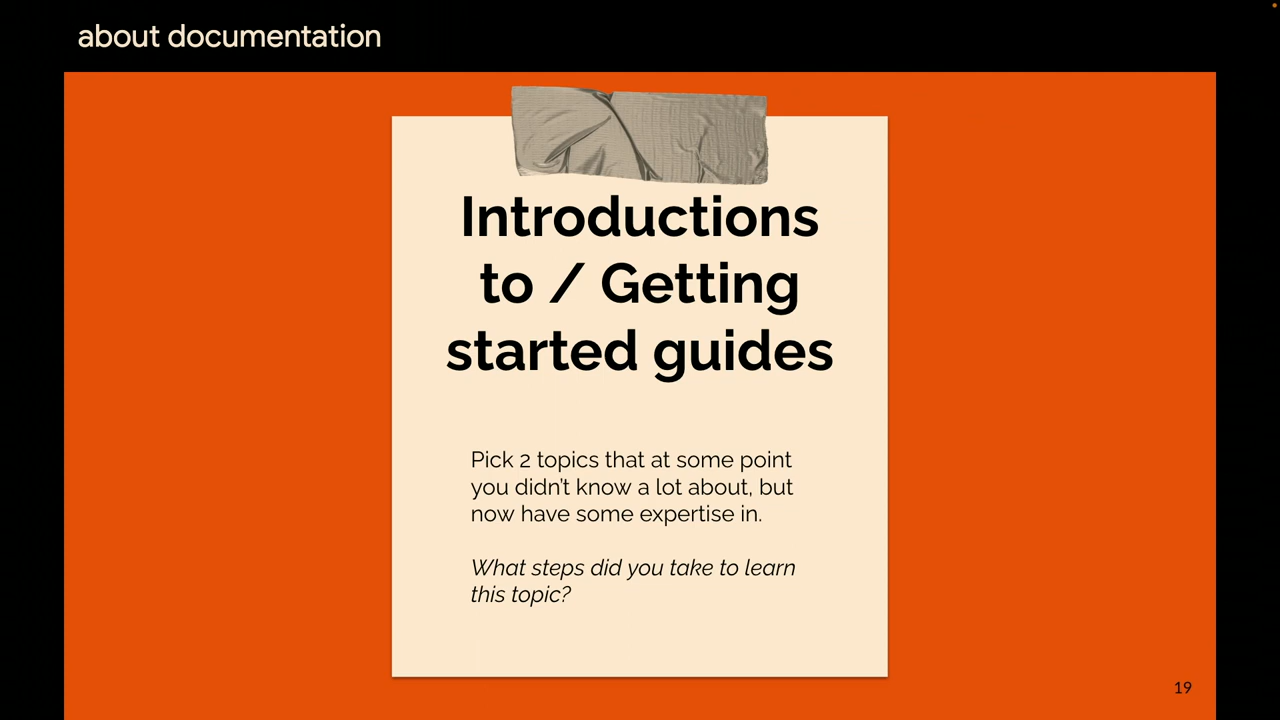 about documentation
Introductions
to / Getting
started guides
Pick 2 topics that at some point
you didn't know a lot about, but
now have some expertise in.
What steps did you take to learn
this topic?
19